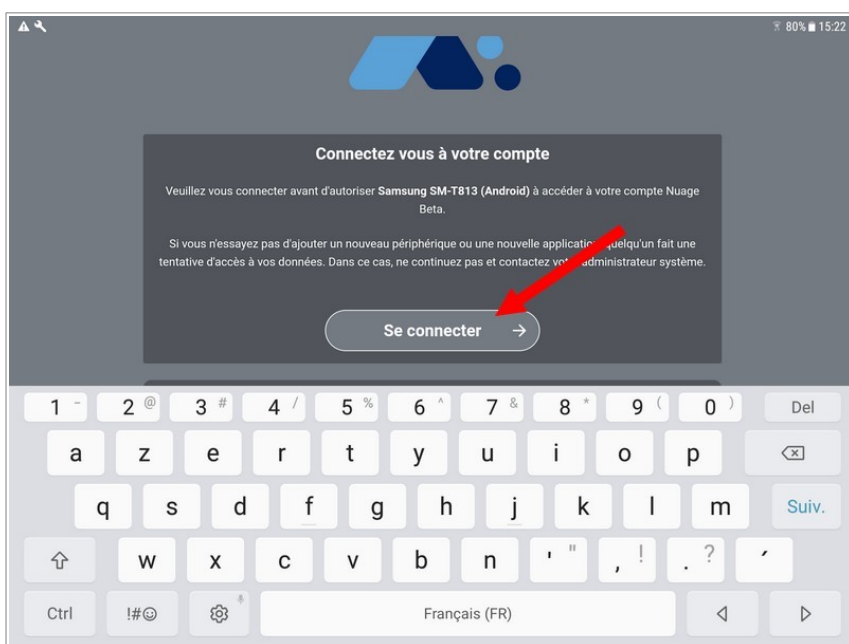 80% 15:22
Connectez vous à votre compte
Veuillez vous connecter avant d'autoriser Samsung SM-T813 (Android) à accéder à votre compte Nuage
Beta.
Si vous n'essayez pas d'ajouter un nouveau périphérique ou une nouvelle application quelqu'un fait une
tentative d'accès à vos données. Dans ce cas, ne continuez pas et contactez administrateur système.
Se connecter →
1 - 2 @ 3 # 4 / 5 % 6 ^ 7 & 8 * 9 ( 0 ) Del
a z e r t y u i o p
q s d f g h j k l m Suiv.
w x c v b n ' " , ! . ? ´
Ctrl !#☺ Français (FR)